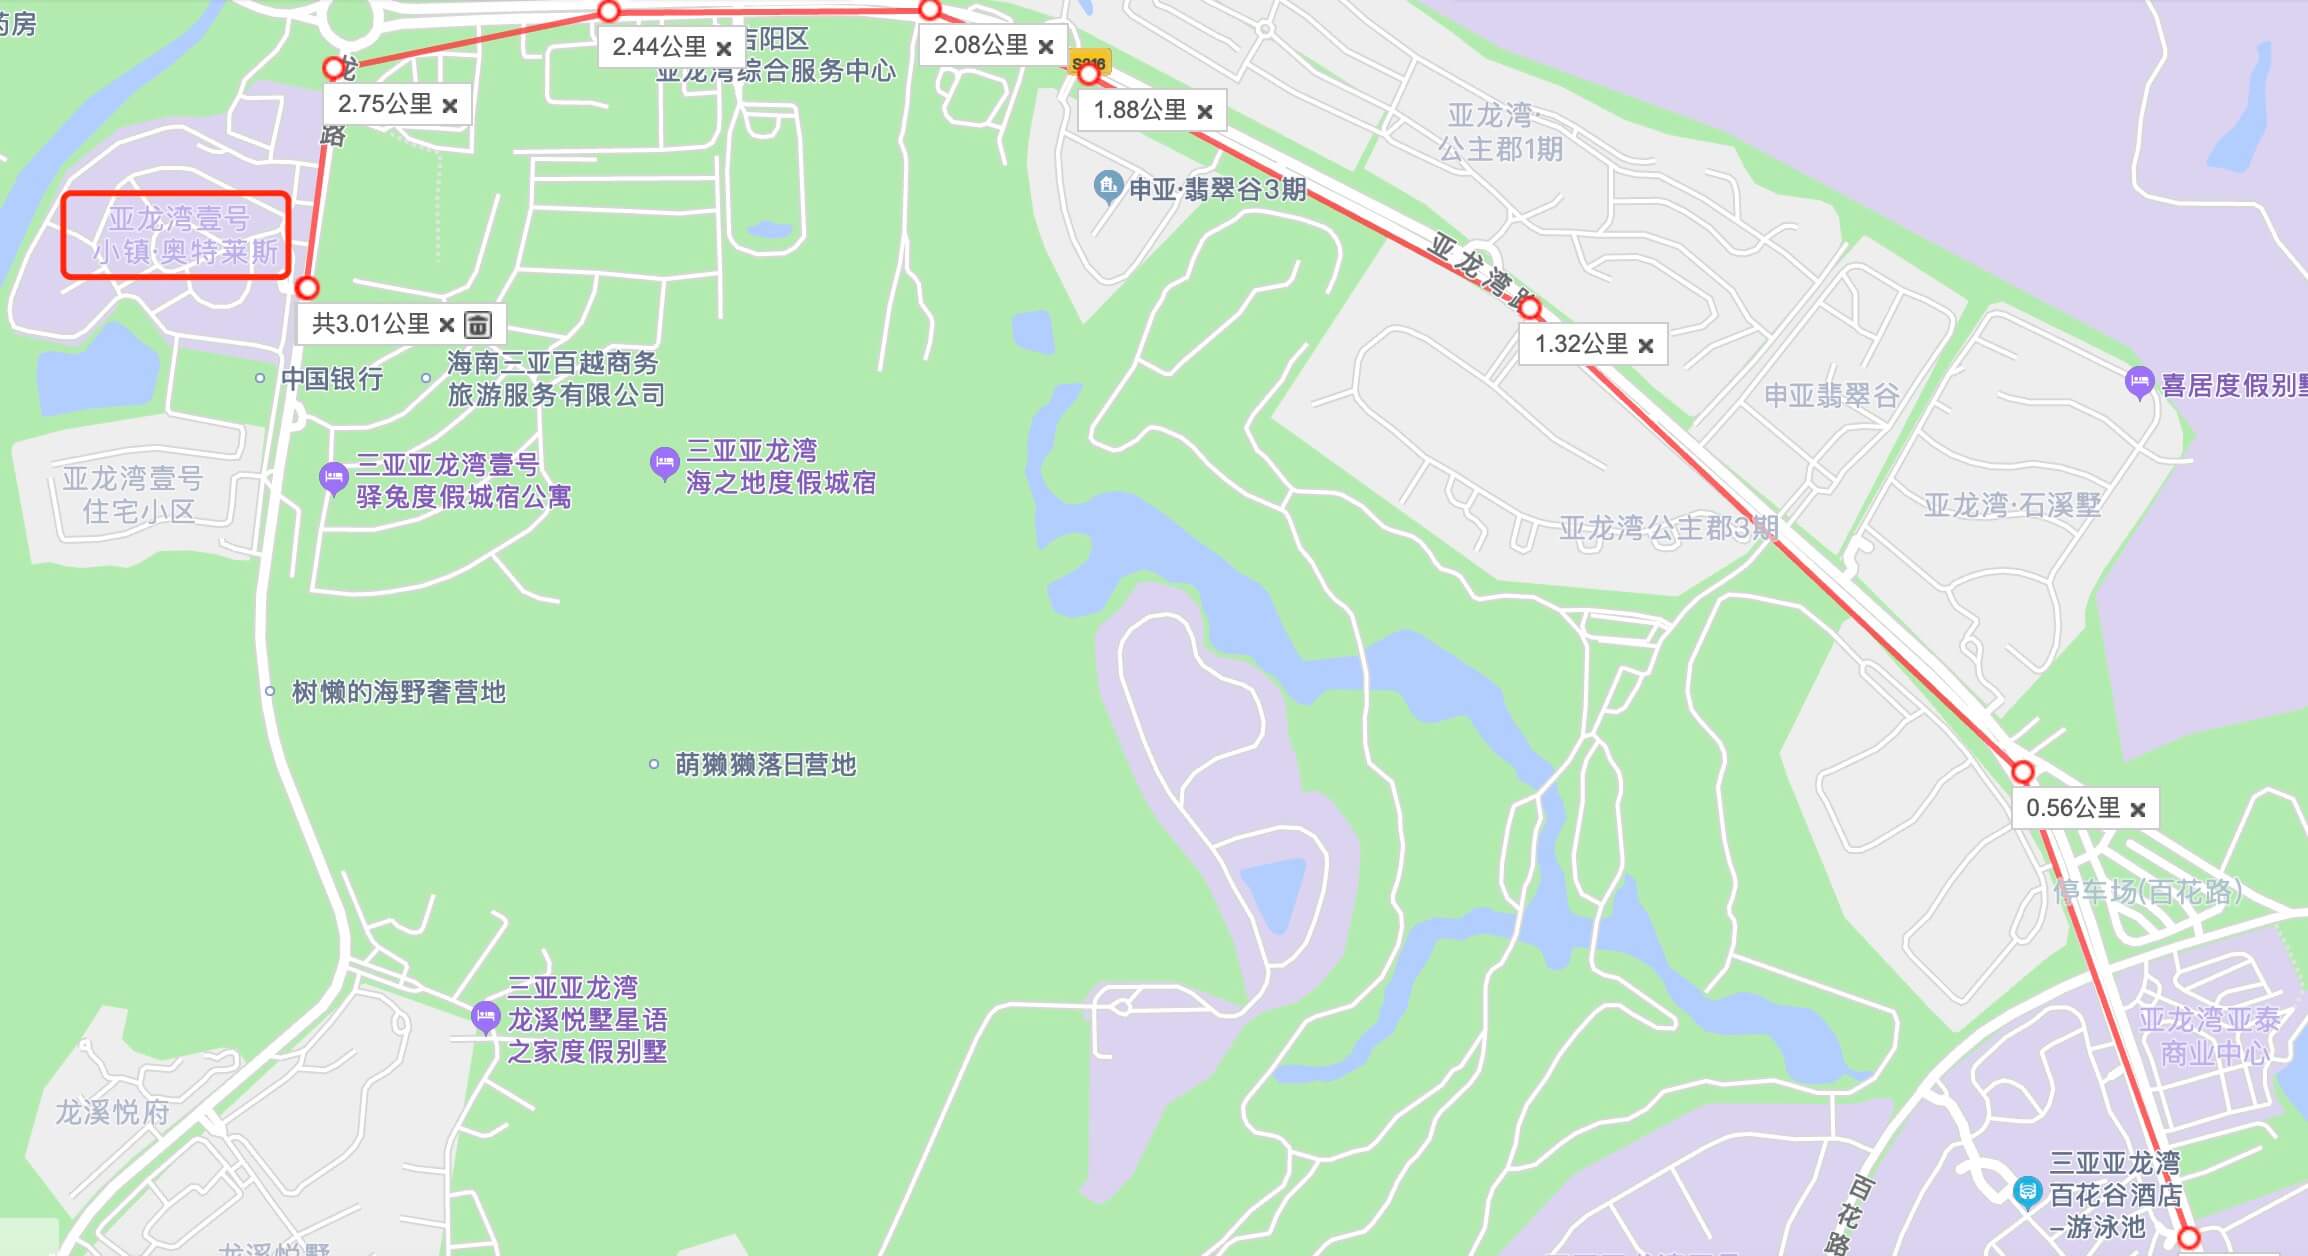 药房
2.44公里
吉阳区
亚龙湾综合服务中心
2.08公里
S216
1.88公里
龙
路
2.75公里
亚龙湾·
公主郡1期
申亚·翡翠谷3期
亚龙湾壹号
小镇·奥特莱斯
亚龙湾路
共3.01公里
1.32公里
中国银行
海南三亚百越商务
旅游服务有限公司
申亚翡翠谷
喜居度假别墅
亚龙湾壹号
住宅小区
三亚亚龙湾壹号
驿兔度假城宿公寓
三亚亚龙湾
海之地度假城宿
亚龙湾公主郡3期
亚龙湾·石溪墅
树懒的海野奢营地
萌獭獭落日营地
0.56公里
停车场(百花路)
三亚亚龙湾
龙溪悦墅星语
之家度假别墅
亚龙湾亚泰
商业中心
龙溪悦府
三亚亚龙湾
百花谷酒店
-游泳池
百花路
龙溪悦墅